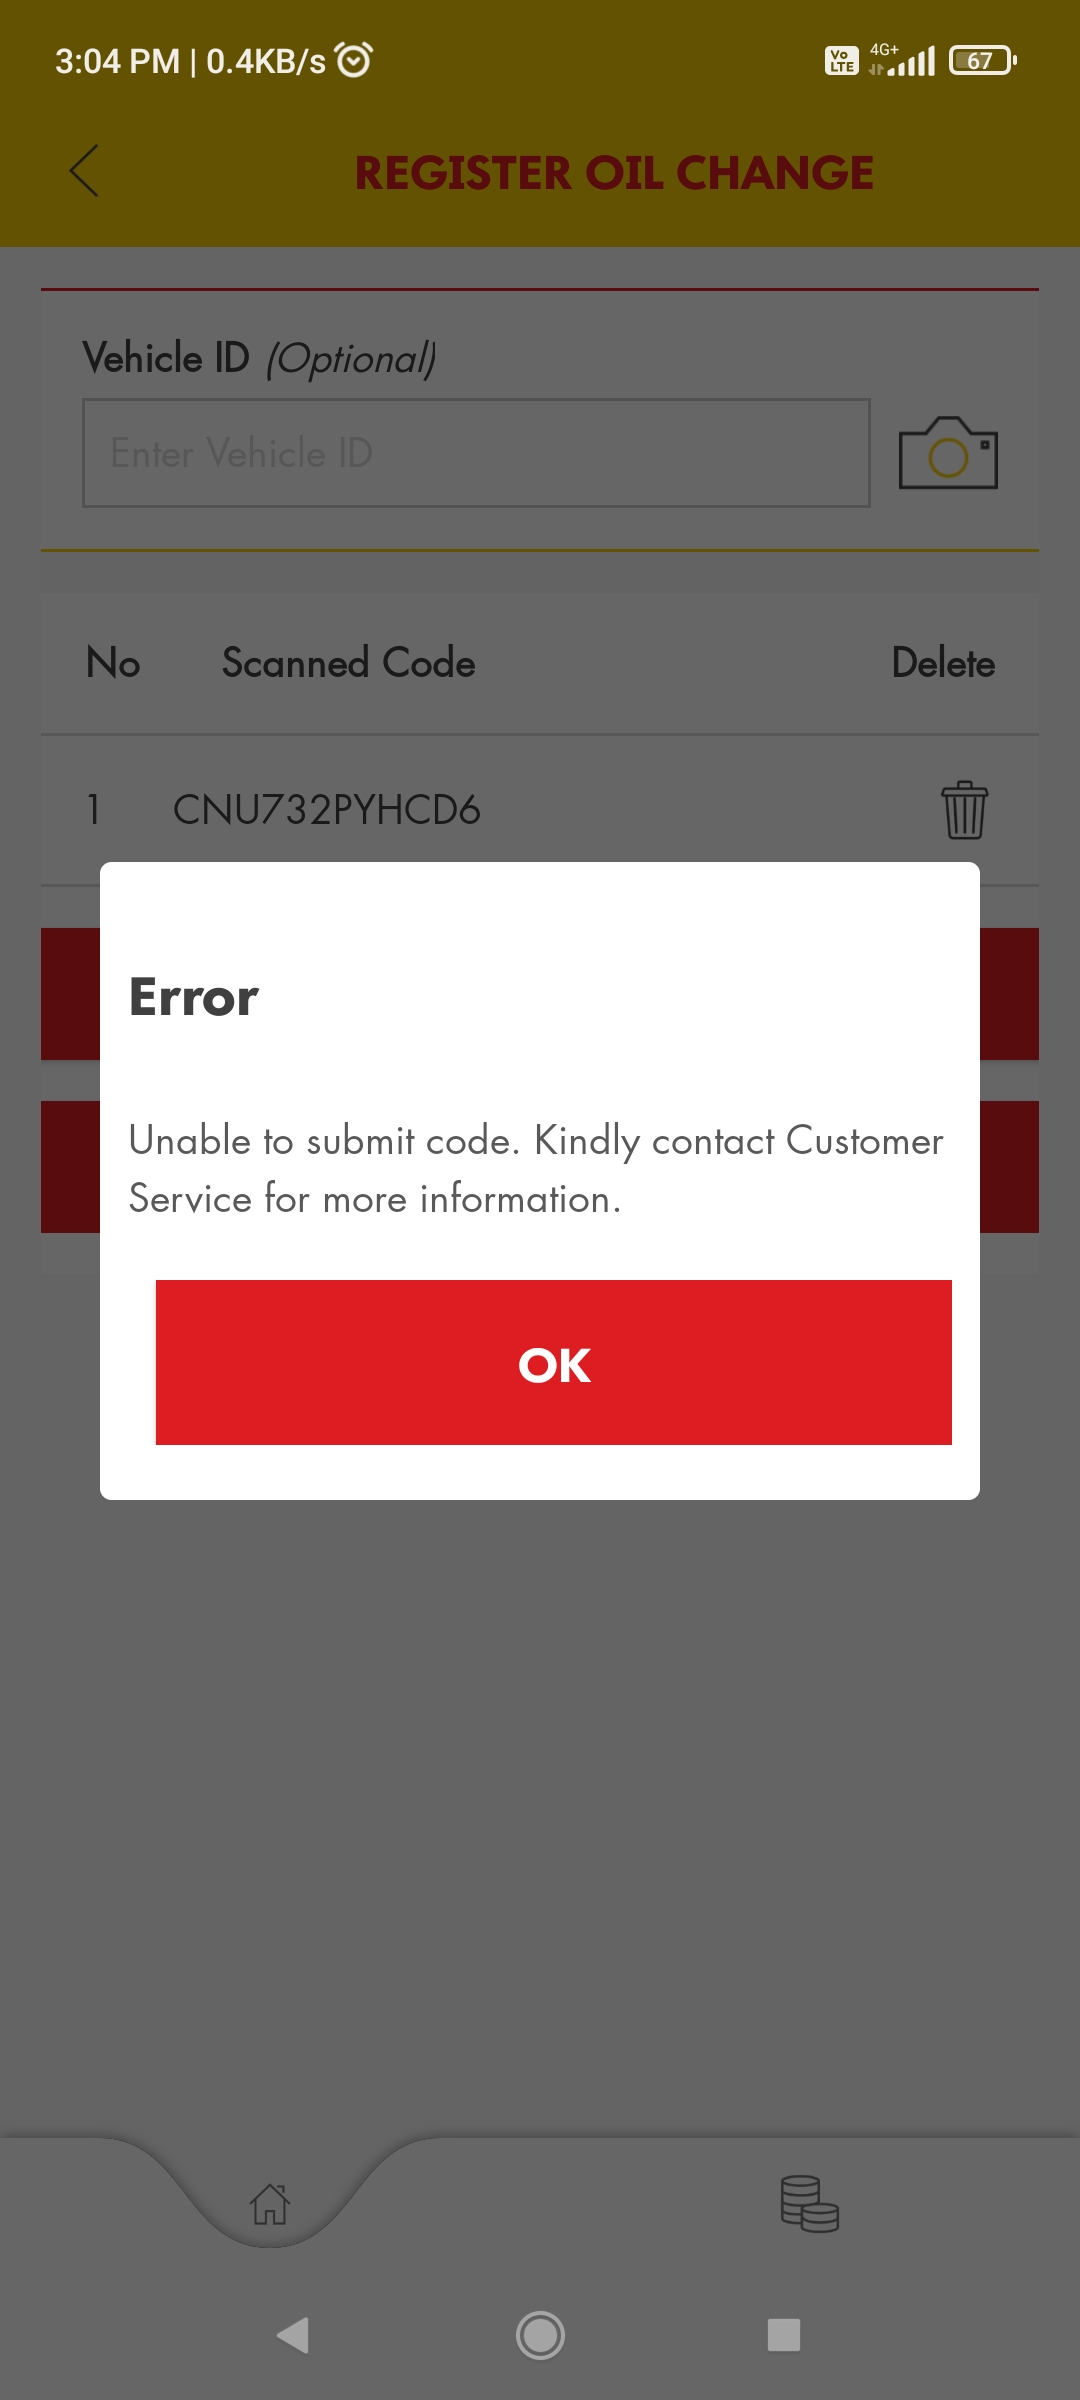 3:04 PM | 0.4KB/s
Vo LTE 4G+ 67
REGISTER OIL CHANGE
Vehicle ID (Optional)
Enter Vehicle ID
No Scanned Code Delete
1 CNU732PYHCD6
Error
Unable to submit code. Kindly contact Customer
Service for more information.
OK